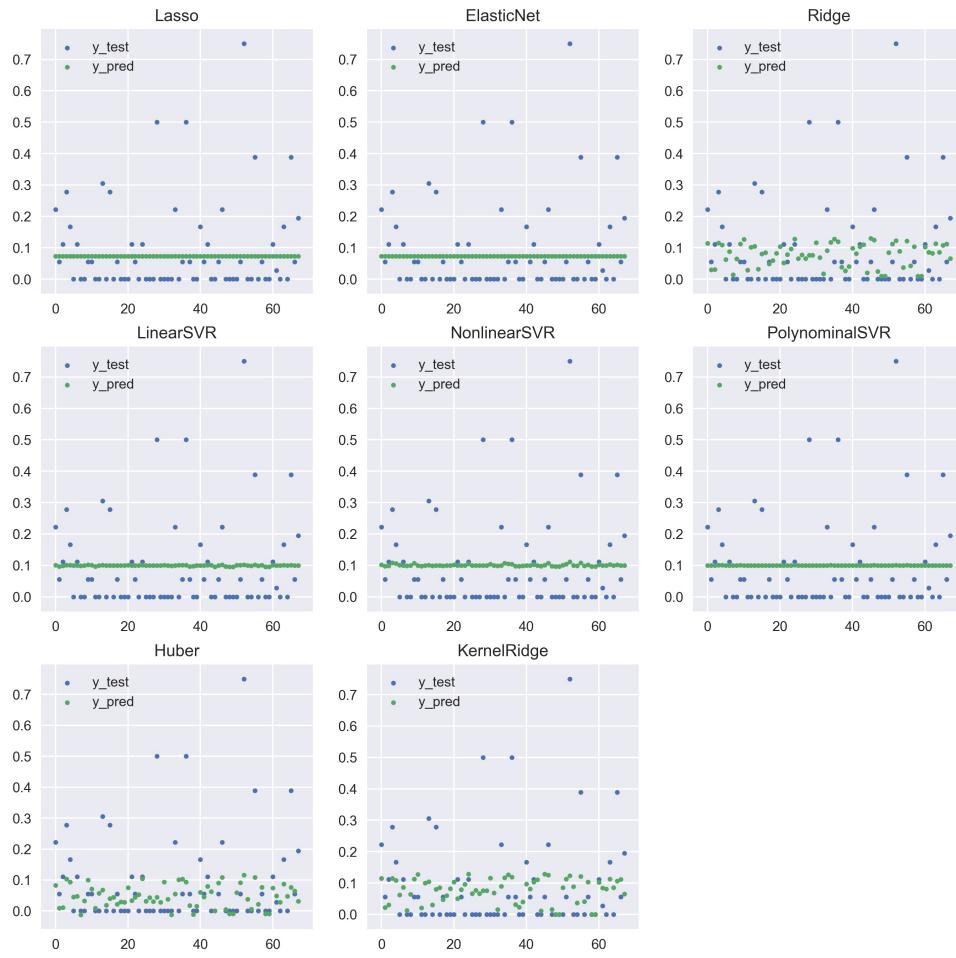 Lasso
y_test
y_pred
0.7
0.6
0.5
0.4
0.3
0.2
0.1
0.0
0 20 40 60
ElasticNet
y_test
y_pred
0.7
0.6
0.5
0.4
0.3
0.2
0.1
0.0
0 20 40 60
Ridge
y_test
y_pred
0.7
0.6
0.5
0.4
0.3
0.2
0.1
0.0
0 20 40 60
LinearSVR
y_test
y_pred
0.7
0.6
0.5
0.4
0.3
0.2
0.1
0.0
0 20 40 60
NonlinearSVR
y_test
y_pred
0.7
0.6
0.5
0.4
0.3
0.2
0.1
0.0
0 20 40 60
PolynominalSVR
y_test
y_pred
0.7
0.6
0.5
0.4
0.3
0.2
0.1
0.0
0 20 40 60
Huber
y_test
y_pred
0.7
0.6
0.5
0.4
0.3
0.2
0.1
0.0
0 20 40 60
KernelRidge
y_test
y_pred
0.7
0.6
0.5
0.4
0.3
0.2
0.1
0.0
0 20 40 60